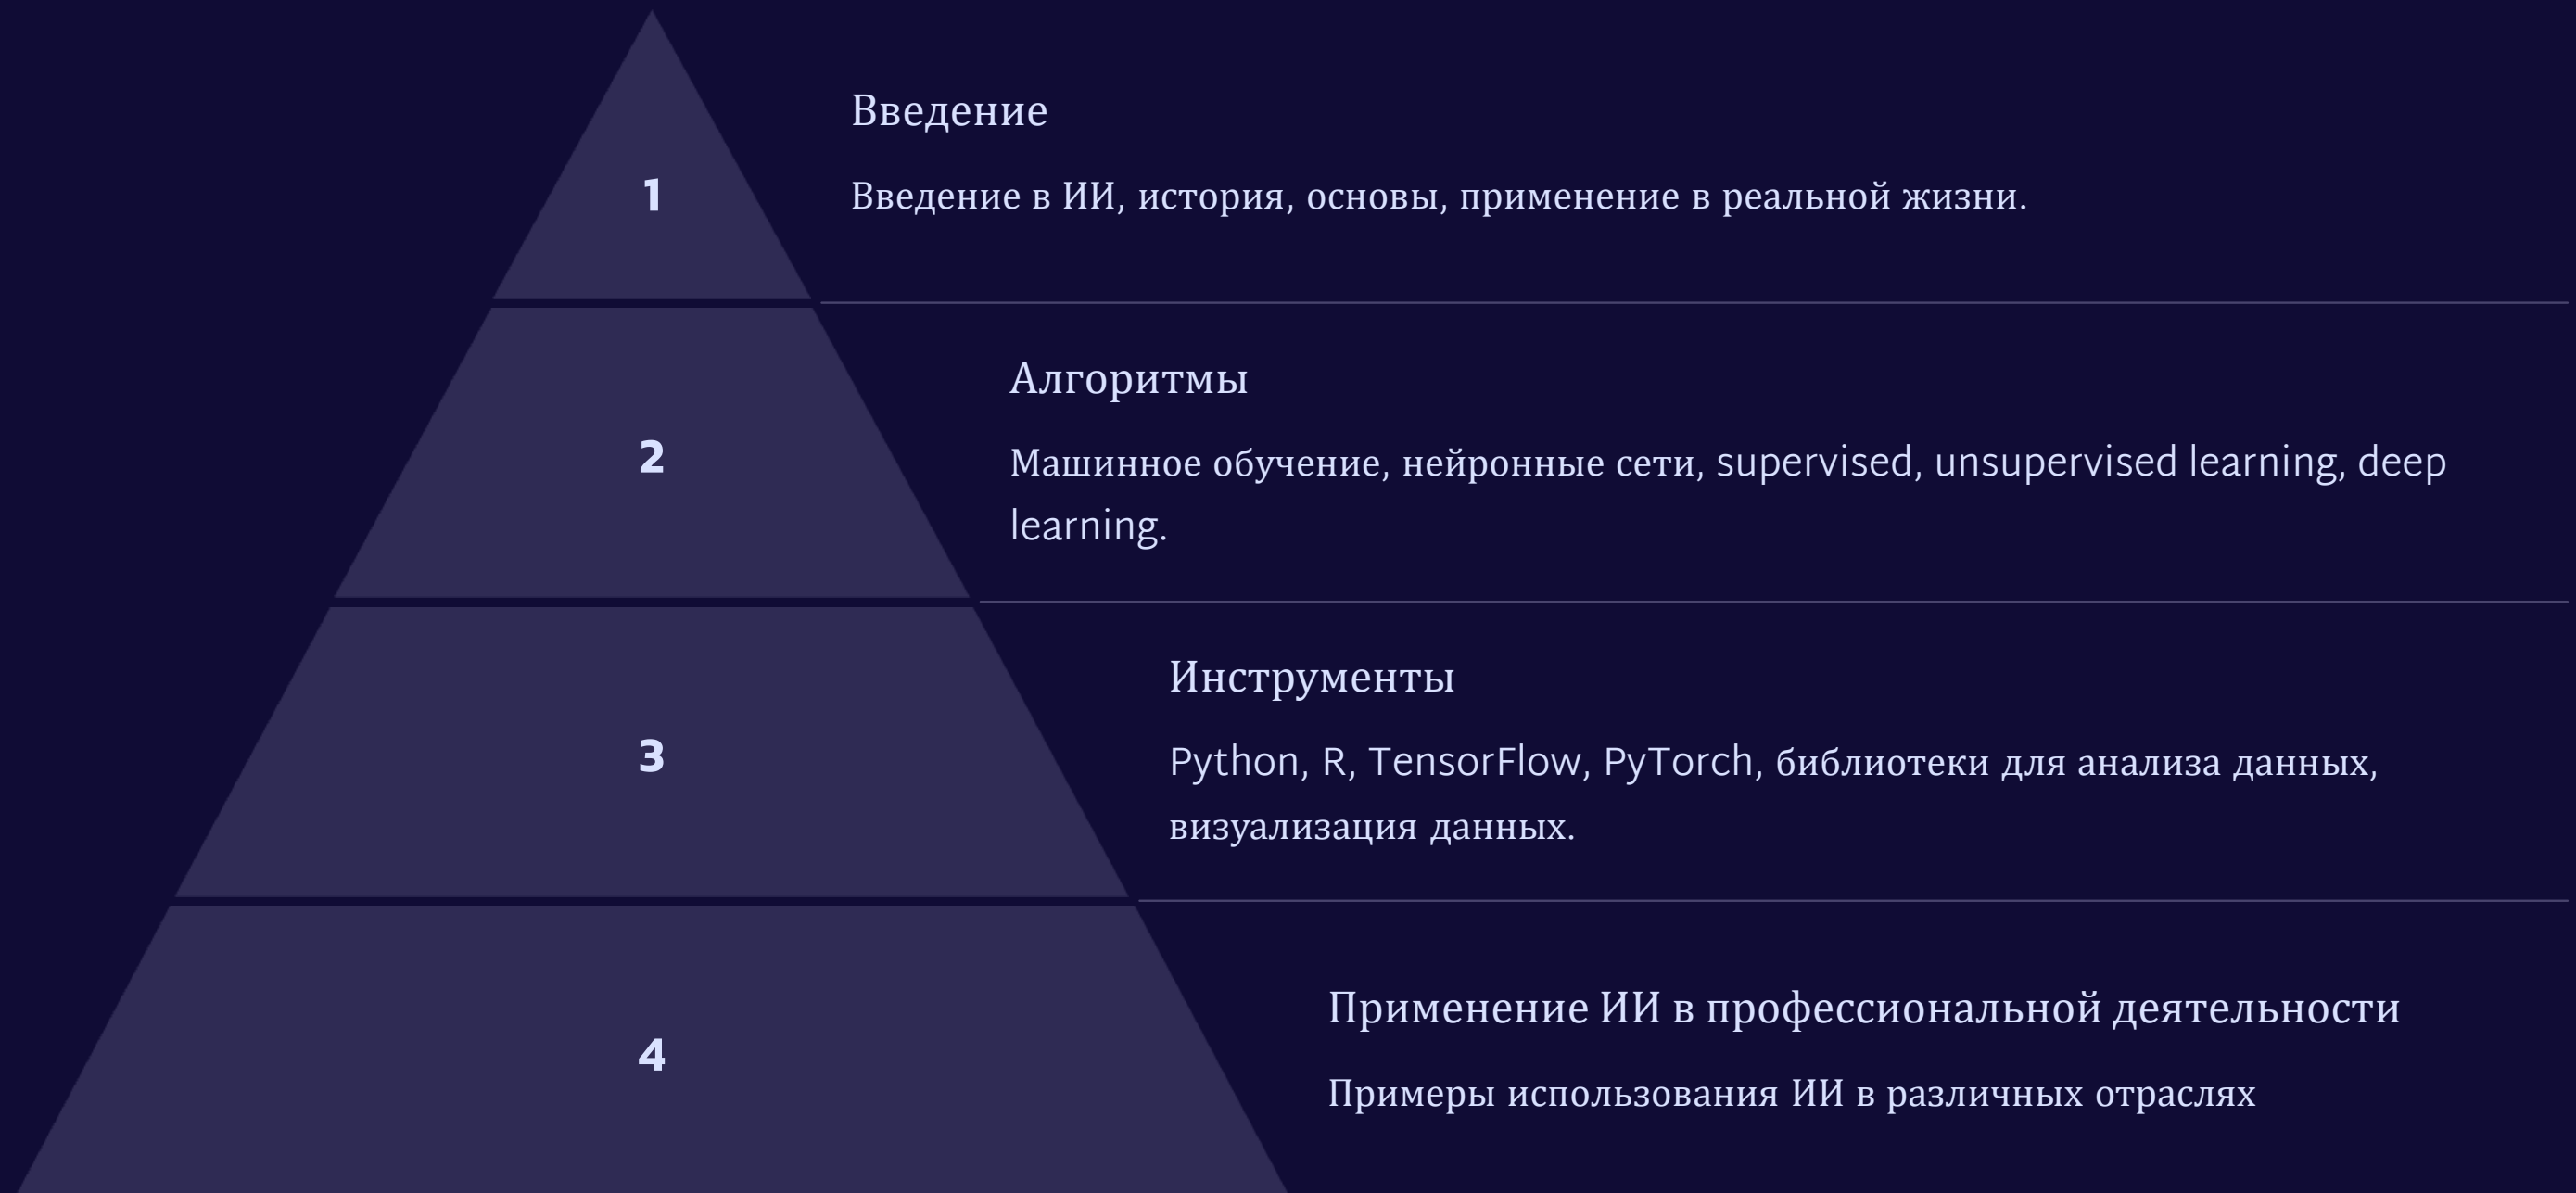 1
Введение
Введение в ИИ, история, основы, применение в реальной жизни.
2
Алгоритмы
Машинное обучение, нейронные сети, supervised, unsupervised learning, deep
learning.
3
Инструменты
Python, R, TensorFlow, PyTorch, библиотеки для анализа данных,
визуализация данных.
4
Применение ИИ в профессиональной деятельности
Примеры использования ИИ в различных отраслях